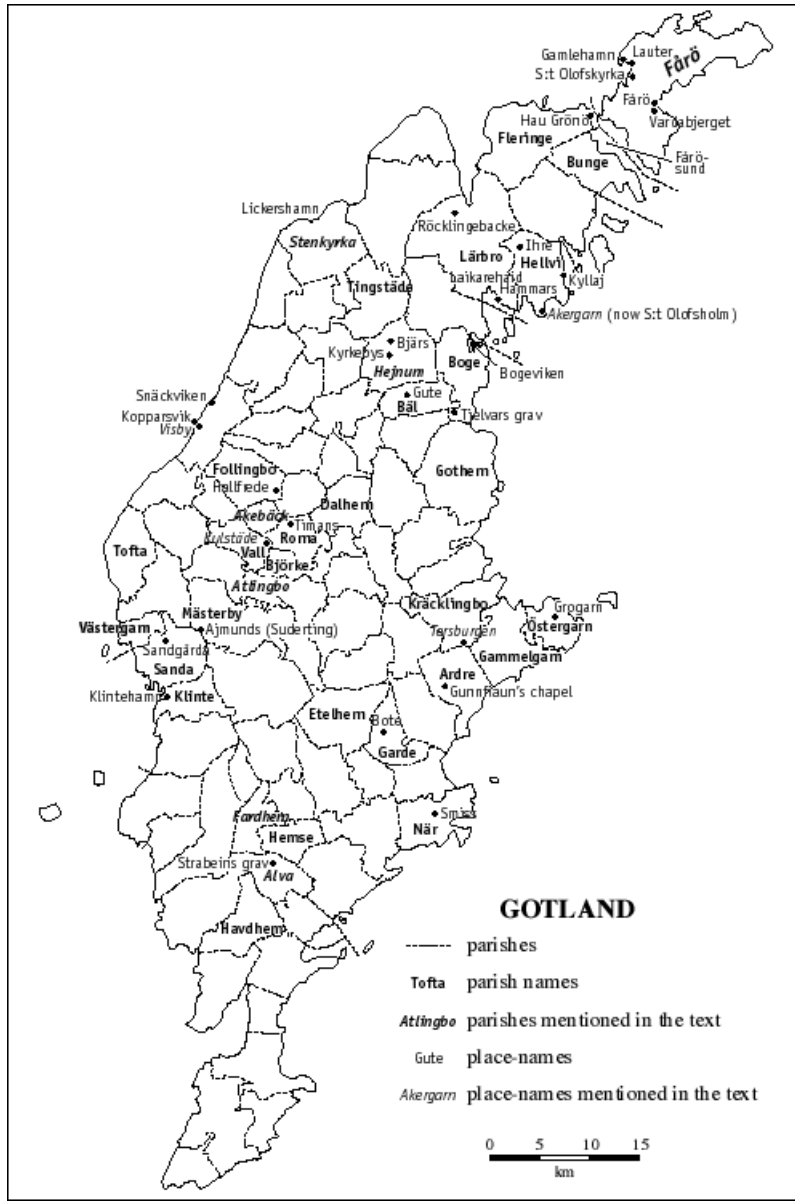 Gamlehamn
Lauter
Fårö
S:t Olofskyrka
Fårö
Hau Grönö
Vardabjerget
Fleringe
Bunge
Fårö-
sund
Lickershamn
Röcklingebacke
Stenkyrka
Ihre
Lärbro
Hellvi
Laikarehaid
Kyllaj
Tingstäde
Hammars
Akergarn (now S:t Olofsholm)
Bjärs
Kyrkebys
Boge
Hejnum
Bogeviken
Snäckviken
Gute
Bäl
Kopparsvik
Tjelvars grav
Visby
Follingbo
Gothem
Hallfrede
Dalhem
Akebäck
Timans
Kulstäde
Roma
Tofta
Vall
Björke
Atlingbo
Kräcklingbo
Grogarn
Västergarn
Mästerby
Östergarn
Ajmunds (Suderting)
Torsburgen
Sandgårda
Gammelgarn
Sanda
Ardre
Klintehamn
Klinte
Gunnfiaun's chapel
Etelhem
Bote
Garde
Fardhem
Smiss
När
Hemse
Strabeins grav
Alva
Havdhem
GOTLAND
parishes
Tofta parish names
Atlingbo parishes mentioned in the text
Gute place-names
Akergarn place-names mentioned in the text
0 5 10 15
km